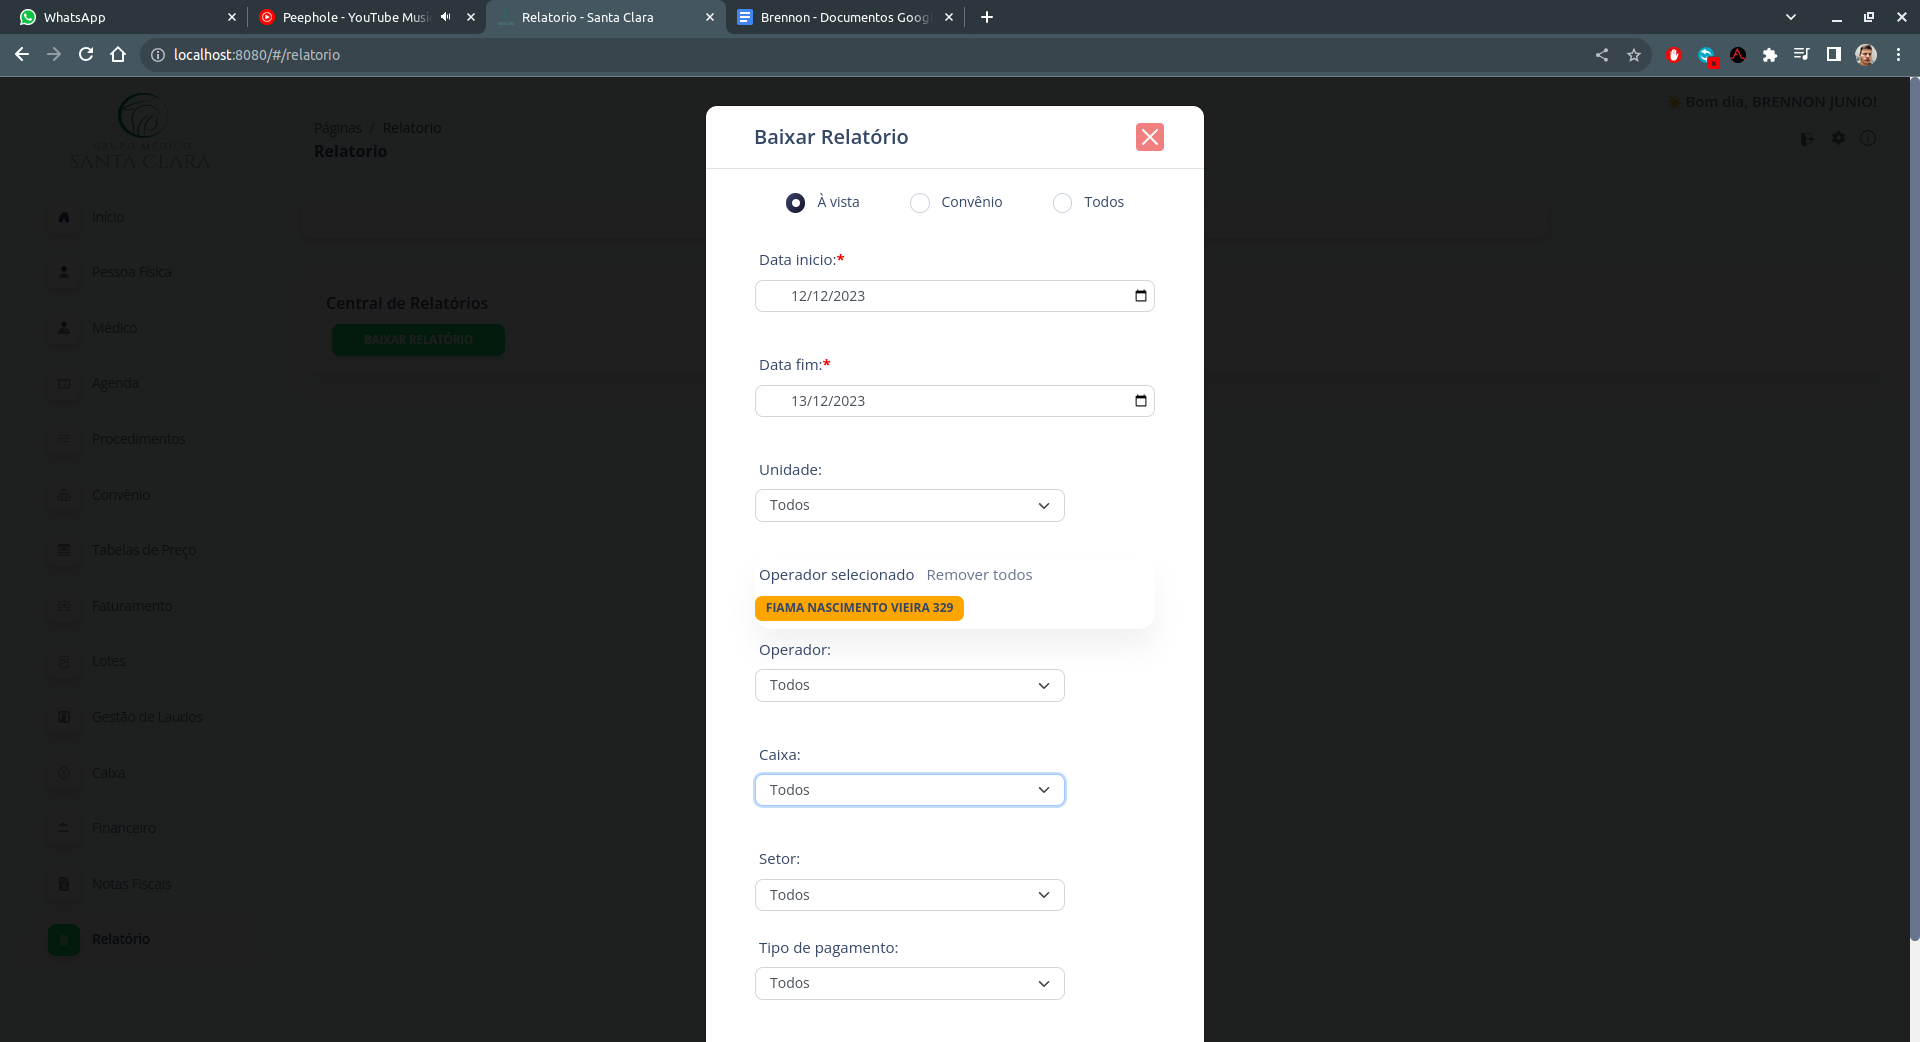 WhatsApp
Peephole - YouTube Musi
Relatorio - Santa Clara
Brennon - Documentos Goog
localhost:8080/#/relatorio
GRUPO MÉDICO
SANTA CLARA
Páginas / Relatorio
Relatorio
Bom dia, BRENNON JUNIO!
Início
Pessoa Física
Médico
Agenda
Procedimentos
Convênio
Tabelas de Preço
Faturamento
Lotes
Gestão de Laudos
Caixa
Financeiro
Notas Fiscais
Relatório
Central de Relatórios
BAIXAR RELATÓRIO
Baixar Relatório
À vista Convênio Todos
Data inicio:*
12/12/2023
Data fim:*
13/12/2023
Unidade:
Todos
Operador selecionado Remover todos
FIAMA NASCIMENTO VIEIRA 329
Operador:
Todos
Caixa:
Todos
Setor:
Todos
Tipo de pagamento:
Todos